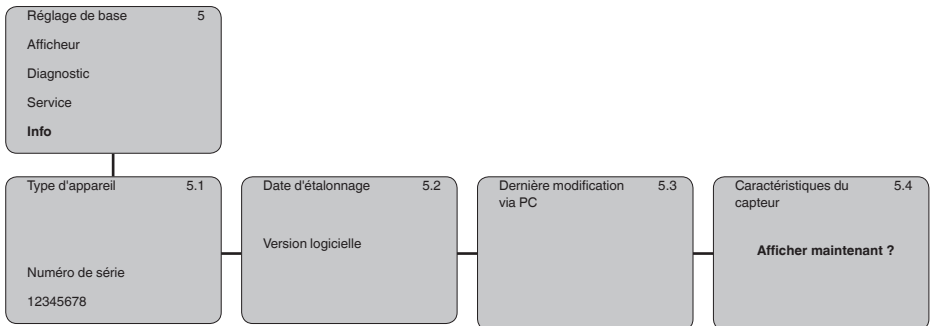 Réglage de base 5
Afficheur
Diagnostic
Service
Info
Type d'appareil 5.1
Numéro de série
12345678
Date d'étalonnage 5.2
Version logicielle
Dernière modification 5.3
via PC
Caractéristiques du 5.4
capteur
Afficher maintenant ?